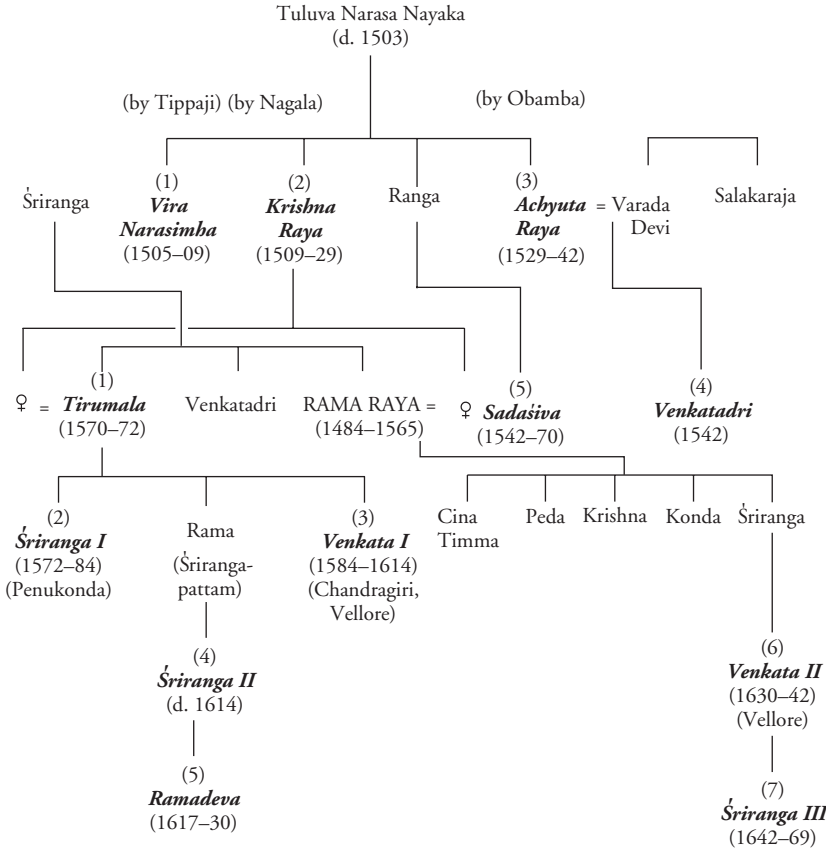 Tuluva Narasa Nayaka
(d. 1503)
(by Tippaji) (by Nagala)
(by Obamba)
Śriranga
(1)
Vira
Narasimha
(1505–09)
(2)
Krishna
Raya
(1509–29)
Ranga
(3)
Achyuta
Raya
(1529–42)
= Varada
Devi
Salakaraja
♀ =
(1)
Tirumala
(1570–72)
Venkatadri
RAMA RAYA =
(1484–1565)
♀
(5)
Sadaśiva
(1542–70)
(4)
Venkatadri
(1542)
(2)
Śriranga I
(1572–84)
(Penukonda)
Rama
(Śriranga-
pattam)
(3)
Venkata I
(1584–1614)
(Chandragiri,
Vellore)
Cina
Timma
Peda
Krishna
Konda
Śriranga
(4)
Śriranga II
(d. 1614)
(5)
Ramadeva
(1617–30)
(6)
Venkata II
(1630–42)
(Vellore)
(7)
Śriranga III
(1642–69)